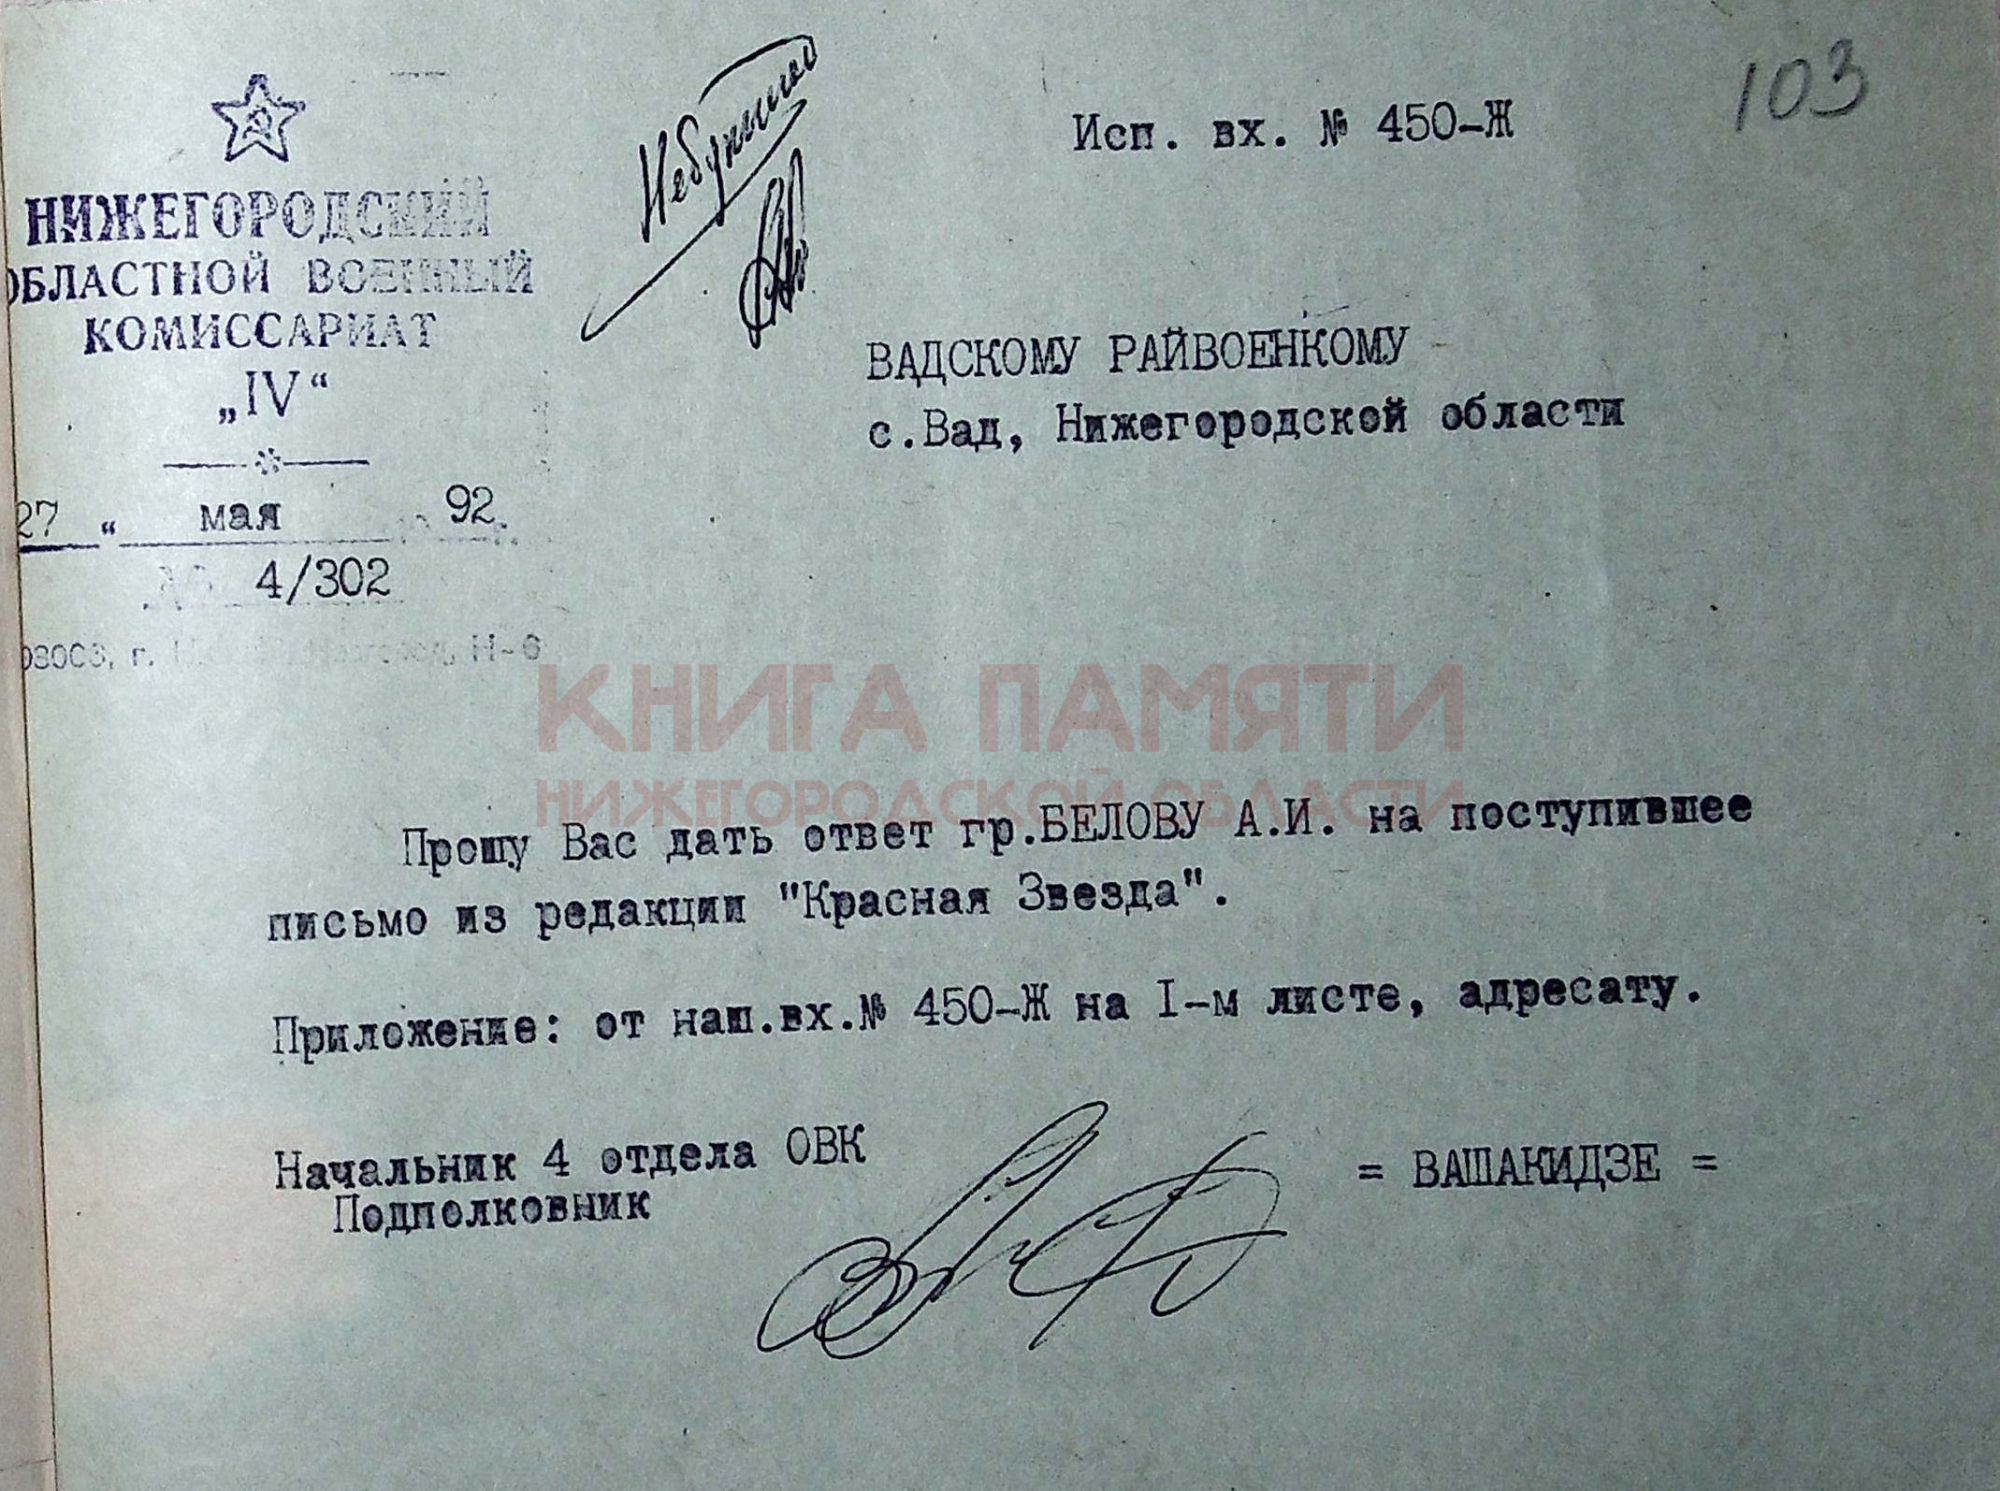 103
Исп. вх. № 450-Ж
НИЖЕГОРОДСКИЙ
ОБЛАСТНОЙ ВОЕННЫЙ
КОМИССАРИАТ
„IV“
27 “ мая 92 г.
№ 4/302
г. Н-6
ВАДСКОМУ РАЙВОЕНКОМУ
с.Вад, Нижегородской области
КНИГА ПАМЯТИ
НИЖЕГОРОДСКОЙ ОБЛАСТИ
Прошу Вас дать ответ гр.БЕЛОВУ А.И. на поступившее
письмо из редакции "Красная Звезда".
Приложение: от наш.вх.№ 450-Ж на I-м листе, адресату.
Начальник 4 отдела ОВК
Подполковник
= ВАШАКИДЗЕ =